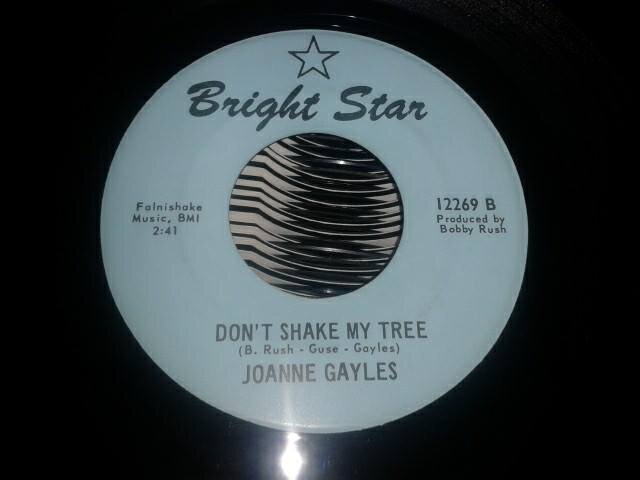 Bright Star
Falnishake
Music, BMI
2:41
12269 B
Produced by
Bobby Rush
DON'T SHAKE MY TREE
(B. Rush - Guse - Gayles)
JOANNE GAYLES